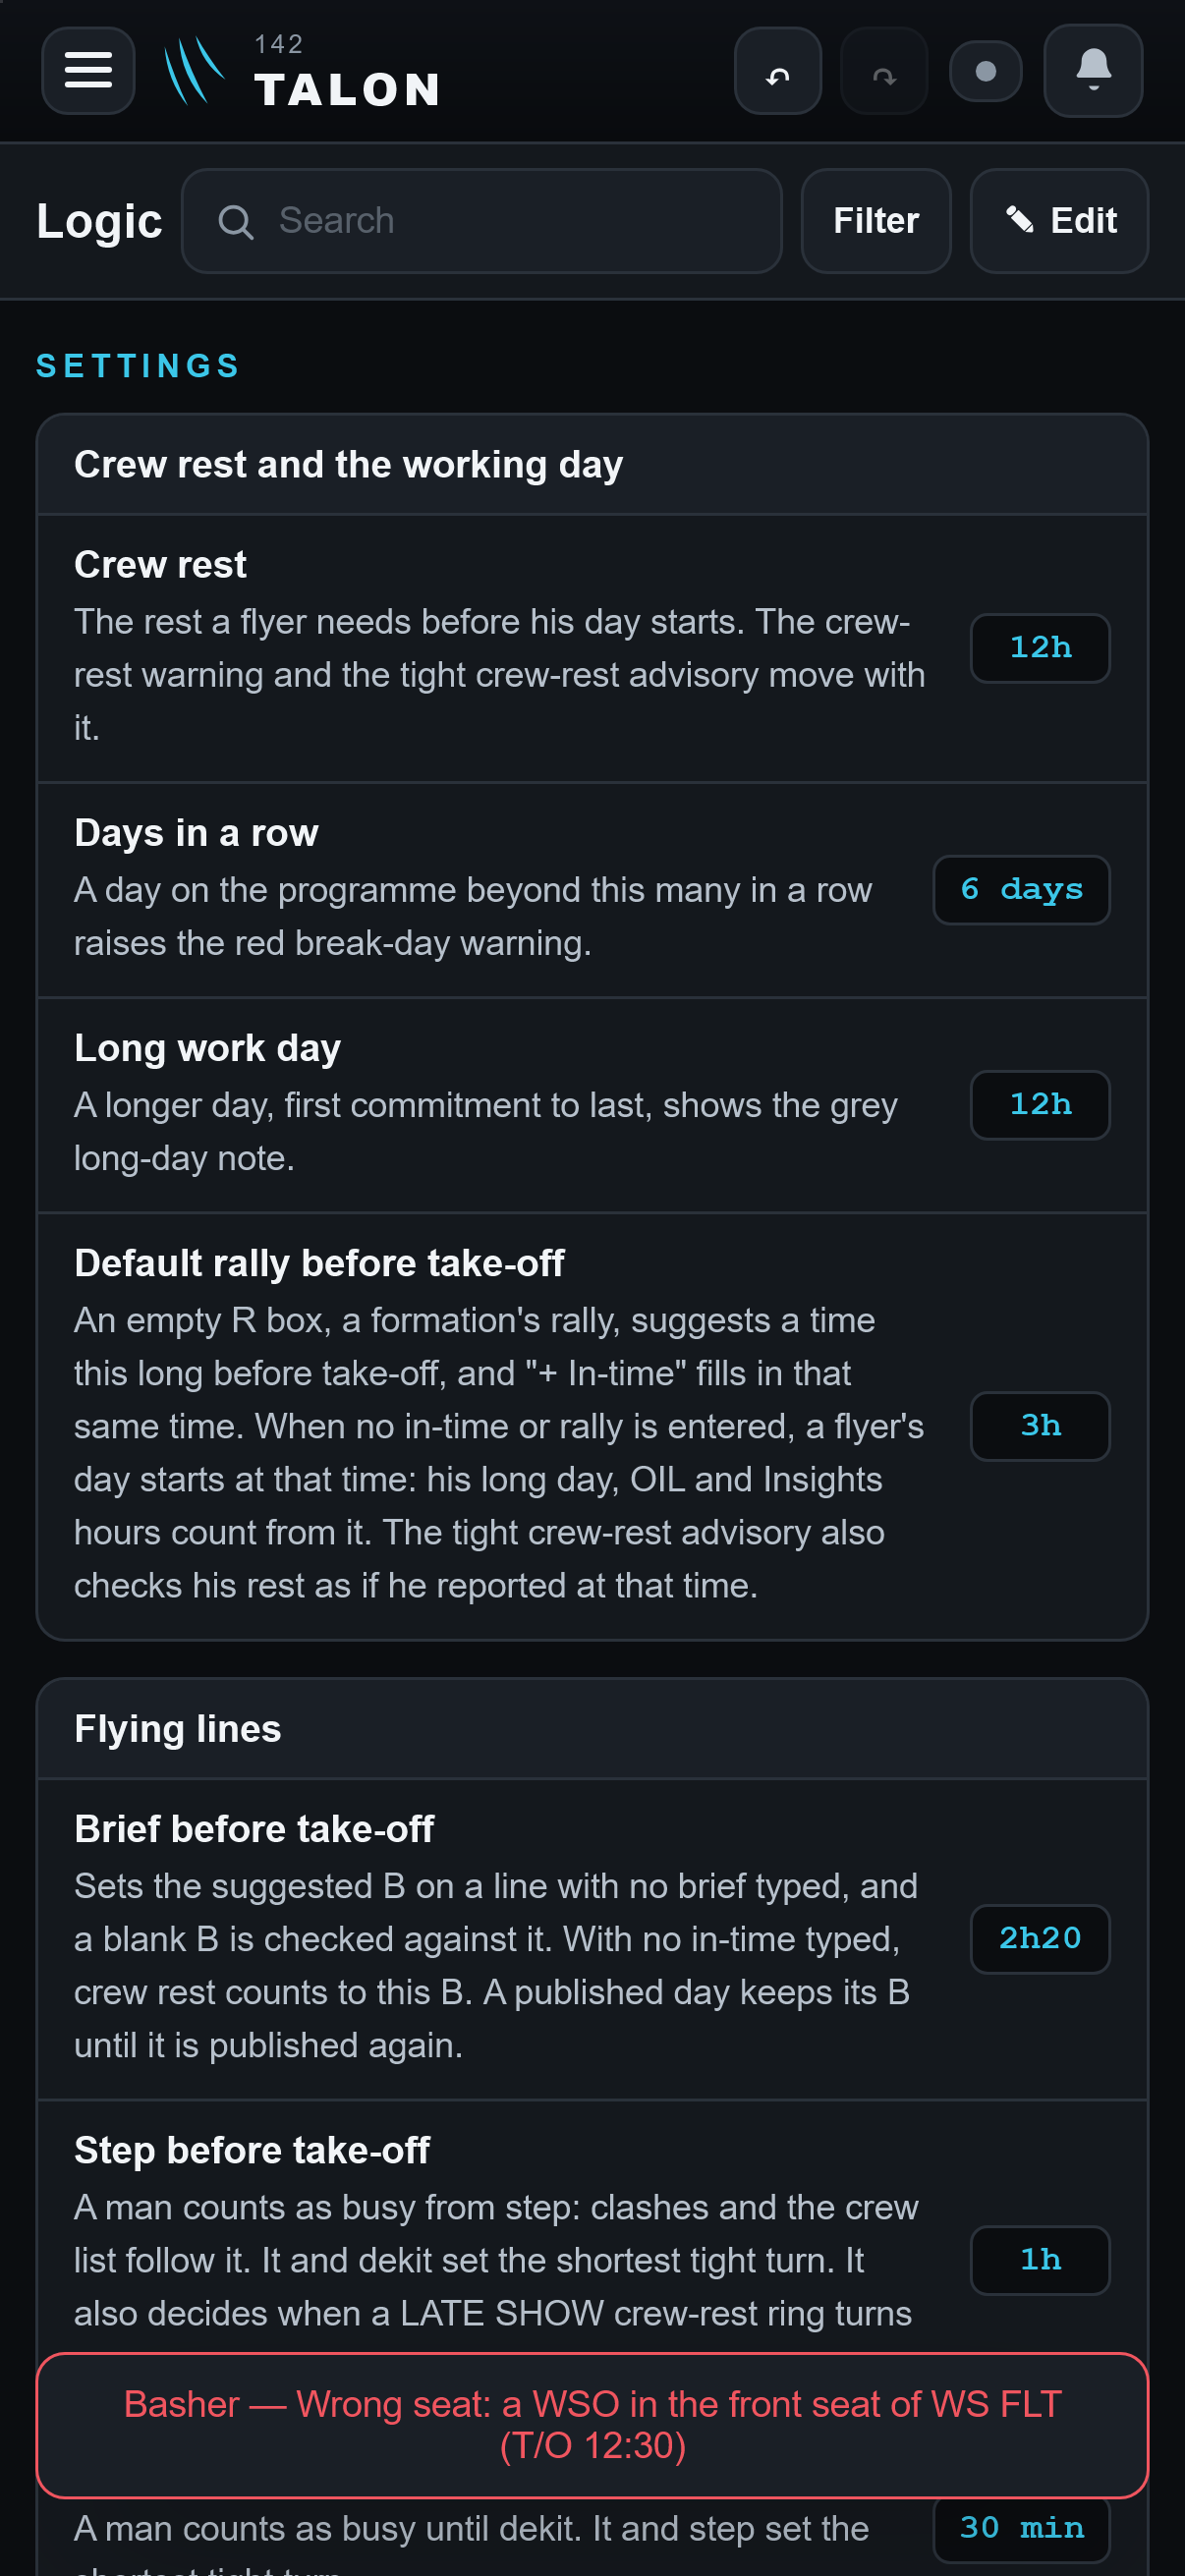 142
TALON
Logic
Search
Filter
Edit
SETTINGS
Crew rest and the working day
Crew rest
The rest a flyer needs before his day starts. The crew-
rest warning and the tight crew-rest advisory move with
it.
12h
Days in a row
A day on the programme beyond this many in a row
raises the red break-day warning.
6 days
Long work day
A longer day, first commitment to last, shows the grey
long-day note.
12h
Default rally before take-off
An empty R box, a formation's rally, suggests a time
this long before take-off, and "+ In-time" fills in that
same time. When no in-time or rally is entered, a flyer's
day starts at that time: his long day, OIL and Insights
hours count from it. The tight crew-rest advisory also
checks his rest as if he reported at that time.
3h
Flying lines
Brief before take-off
Sets the suggested B on a line with no brief typed, and
a blank B is checked against it. With no in-time typed,
crew rest counts to this B. A published day keeps its B
until it is published again.
2h20
Step before take-off
A man counts as busy from step: clashes and the crew
list follow it. It and dekit set the shortest tight turn. It
also decides when a LATE SHOW crew-rest ring turns
1h
Basher — Wrong seat: a WSO in the front seat of WS FLT
(T/O 12:30)
A man counts as busy until dekit. It and step set the
30 min